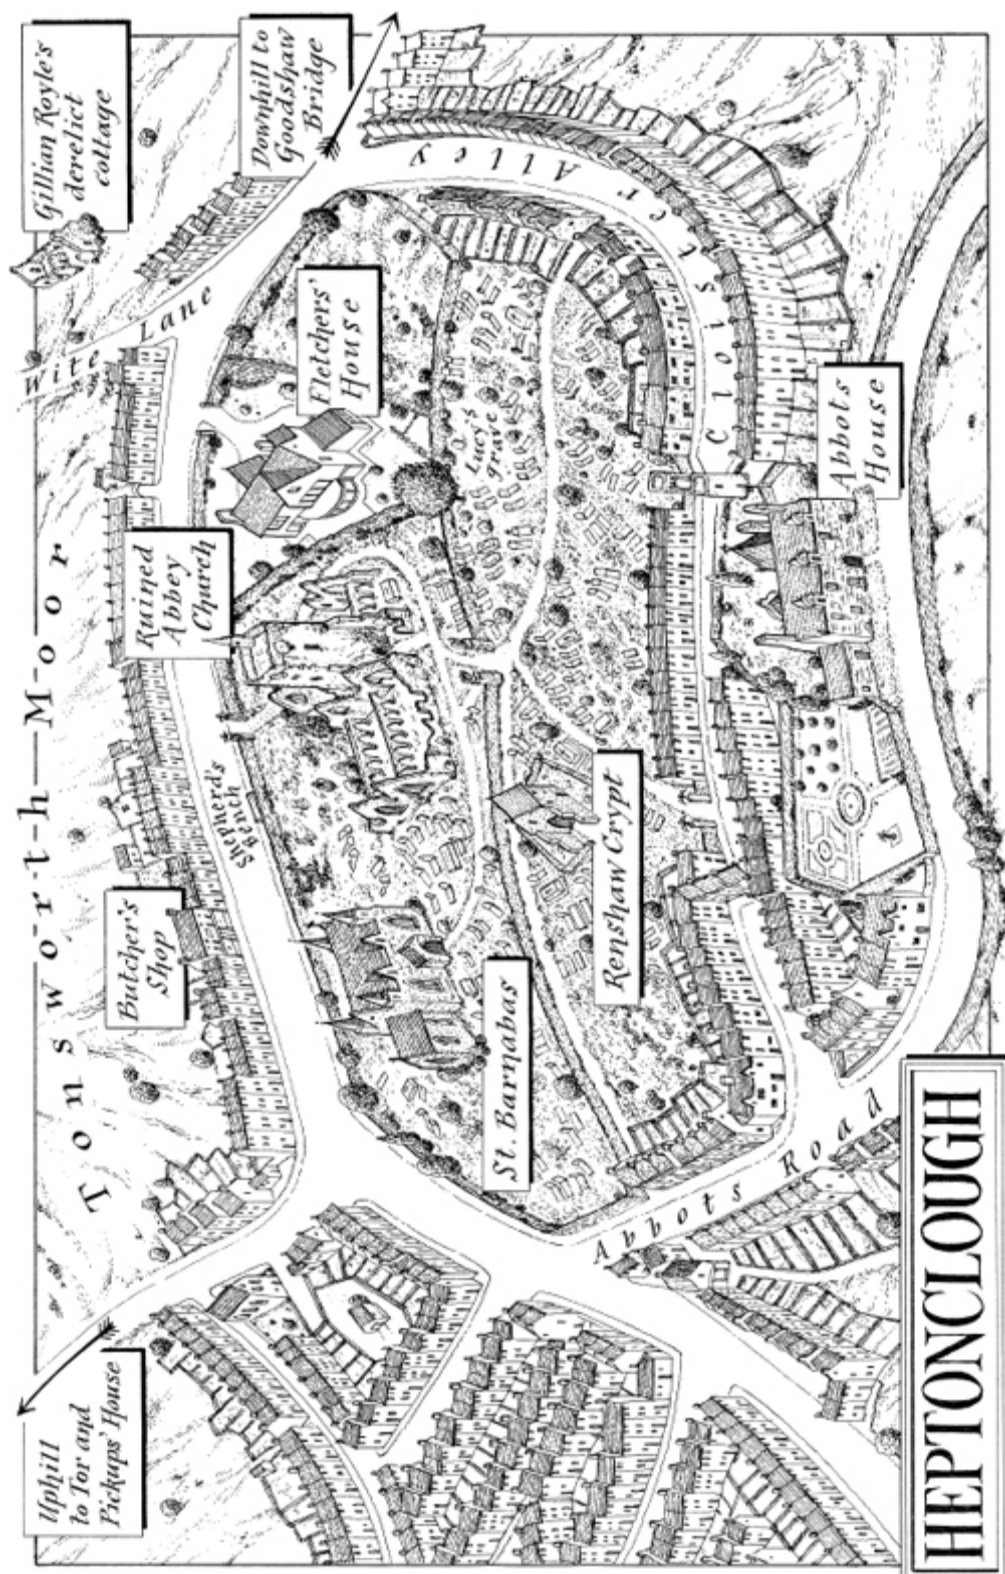 Uphill
to Tor and
Pickups' House
Tonsworth Moor
Butcher's
Shop
Ruined
Abbey
Church
Wite Lane
Gillian Royle's
derelict
cottage
Downhill to
Goodshaw
Bridge
Shepherd's
Bench
Fletchers'
House
Lucy's
grave
St. Barnabas
Renshaw Crypt
Cloister Alley
Abbots Road
Abbots
House
HEPTONCLOUGH